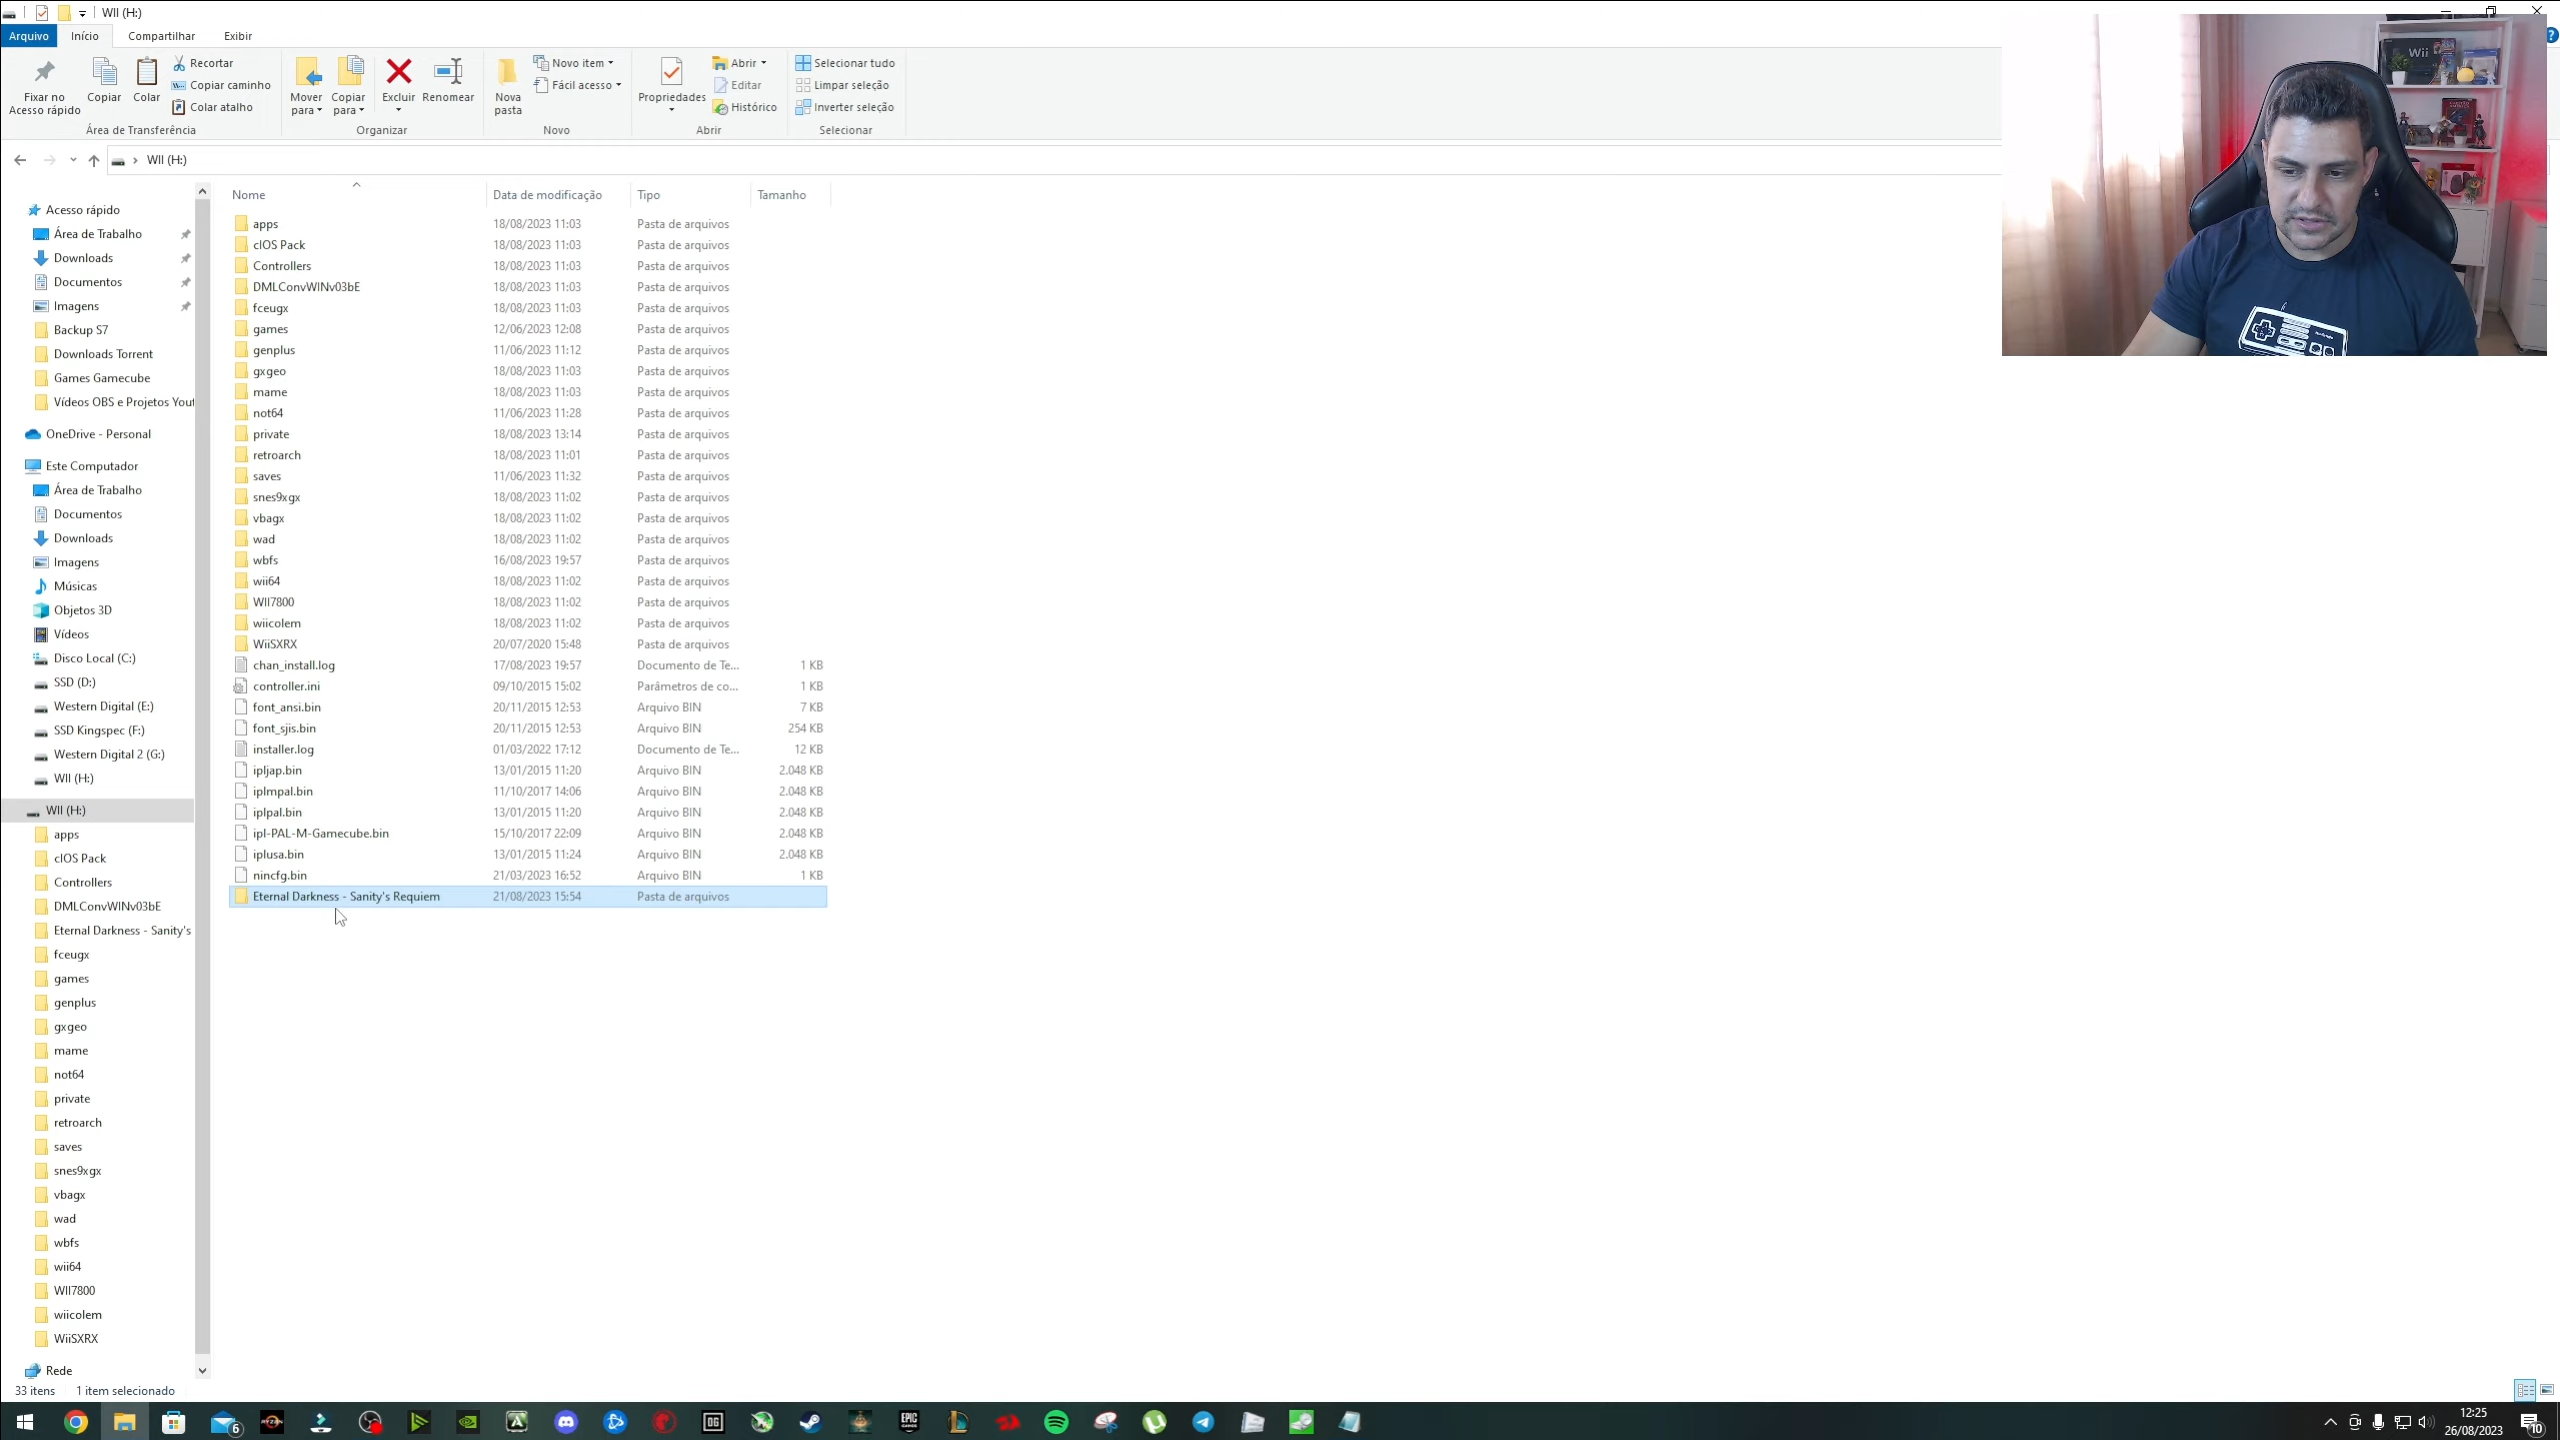 WII (H:)
Arquivo Início Compartilhar Exibir
Fixar no Acesso rápido
Copiar
Colar
Recortar
Copiar caminho
Colar atalho
Área de Transferência
Mover para
Copiar para
Excluir
Renomear
Organizar
Nova pasta
Novo item
Fácil acesso
Novo
Propriedades
Abrir
Editar
Histórico
Abrir
Selecionar tudo
Limpar seleção
Inverter seleção
Selecionar
WII (H:)
Acesso rápido
Área de Trabalho
Downloads
Documentos
Imagens
Backup S7
Downloads Torrent
Games Gamecube
Vídeos OBS e Projetos Yout
OneDrive - Personal
Este Computador
Área de Trabalho
Documentos
Downloads
Imagens
Músicas
Objetos 3D
Vídeos
Disco Local (C:)
SSD (D:)
Western Digital (E:)
SSD Kingspec (F:)
Western Digital 2 (G:)
WII (H:)
WII (H:)
apps
cIOS Pack
Controllers
DMLConvWINv03bE
Eternal Darkness - Sanity's
fceugx
games
genplus
gxgeo
mame
not64
private
retroarch
saves
snes9xgx
vbagx
wad
wbfs
wii64
WII7800
wiicolem
WiiSXRX
Rede
Nome Data de modificação Tipo Tamanho
apps 18/08/2023 11:03 Pasta de arquivos
cIOS Pack 18/08/2023 11:03 Pasta de arquivos
Controllers 18/08/2023 11:03 Pasta de arquivos
DMLConvWINv03bE 18/08/2023 11:03 Pasta de arquivos
fceugx 18/08/2023 11:03 Pasta de arquivos
games 12/06/2023 12:08 Pasta de arquivos
genplus 11/06/2023 11:12 Pasta de arquivos
gxgeo 18/08/2023 11:03 Pasta de arquivos
mame 18/08/2023 11:03 Pasta de arquivos
not64 11/06/2023 11:28 Pasta de arquivos
private 18/08/2023 13:14 Pasta de arquivos
retroarch 18/08/2023 11:01 Pasta de arquivos
saves 11/06/2023 11:32 Pasta de arquivos
snes9xgx 18/08/2023 11:02 Pasta de arquivos
vbagx 18/08/2023 11:02 Pasta de arquivos
wad 18/08/2023 11:02 Pasta de arquivos
wbfs 16/08/2023 19:57 Pasta de arquivos
wii64 18/08/2023 11:02 Pasta de arquivos
WII7800 18/08/2023 11:02 Pasta de arquivos
wiicolem 18/08/2023 11:02 Pasta de arquivos
WiiSXRX 20/07/2020 15:48 Pasta de arquivos
chan_install.log 17/08/2023 19:57 Documento de Te... 1 KB
controller.ini 09/10/2015 15:02 Parâmetros de co... 1 KB
font_ansi.bin 20/11/2015 12:53 Arquivo BIN 7 KB
font_sjis.bin 20/11/2015 12:53 Arquivo BIN 254 KB
installer.log 01/03/2022 17:12 Documento de Te... 12 KB
ipljap.bin 13/01/2015 11:20 Arquivo BIN 2.048 KB
iplmpal.bin 11/10/2017 14:06 Arquivo BIN 2.048 KB
iplpal.bin 13/01/2015 11:20 Arquivo BIN 2.048 KB
ipl-PAL-M-Gamecube.bin 15/10/2017 22:09 Arquivo BIN 2.048 KB
iplusa.bin 13/01/2015 11:24 Arquivo BIN 2.048 KB
nincfg.bin 21/03/2023 16:52 Arquivo BIN 1 KB
Eternal Darkness - Sanity's Requiem 21/08/2023 15:54 Pasta de arquivos
Wii
33 itens 1 item selecionado
6
RYZEN
OG
EPIC
GAMES
12:25
26/08/2023
10